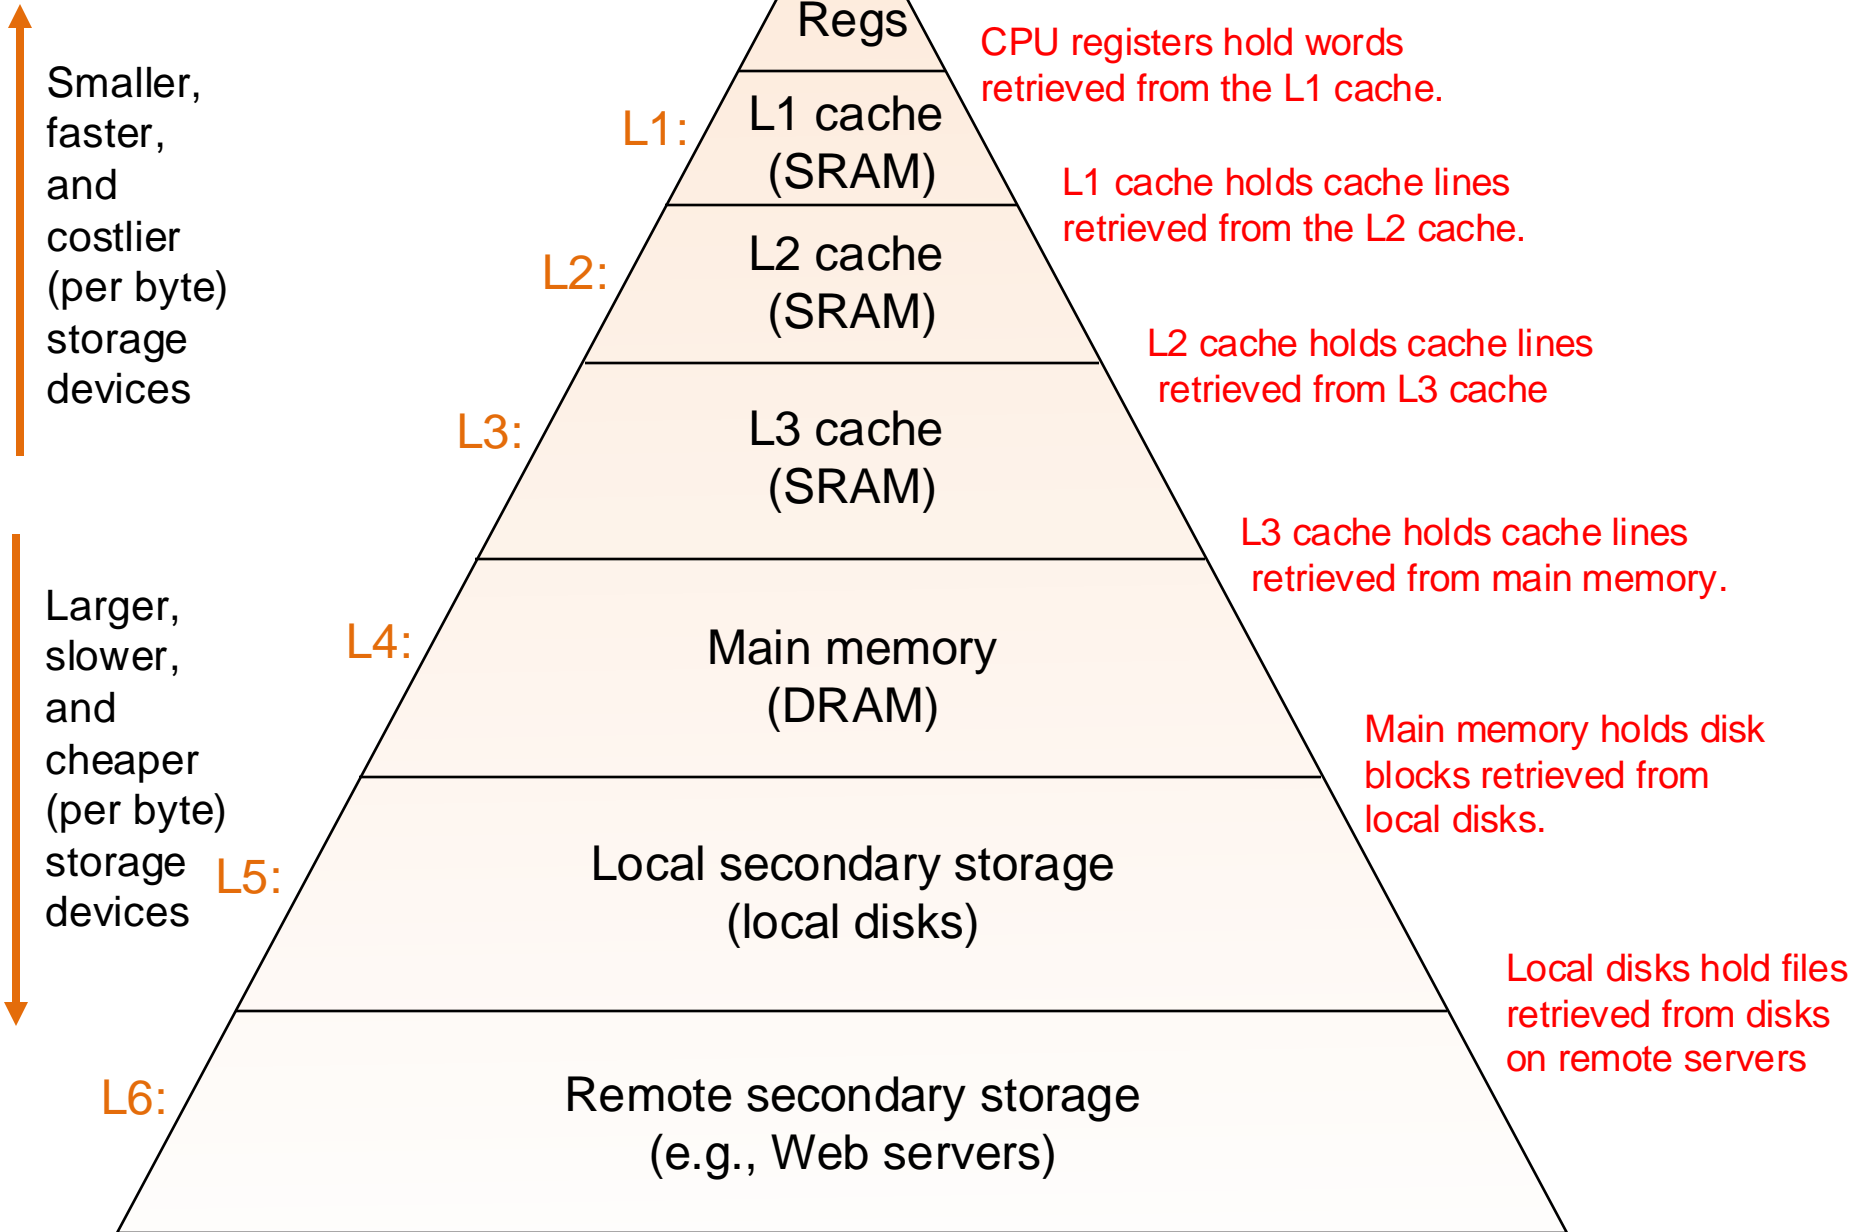 Regs
CPU registers hold words
retrieved from the L1 cache.
Smaller,
faster,
and
costlier
(per byte)
storage
devices
L1:
L1 cache
(SRAM)
L1 cache holds cache lines
retrieved from the L2 cache.
L2:
L2 cache
(SRAM)
L2 cache holds cache lines
retrieved from L3 cache
L3:
L3 cache
(SRAM)
L3 cache holds cache lines
retrieved from main memory.
Larger,
slower,
and
cheaper
(per byte)
storage
devices
L4:
Main memory
(DRAM)
Main memory holds disk
blocks retrieved from
local disks.
L5:
Local secondary storage
(local disks)
Local disks hold files
retrieved from disks
on remote servers
L6:
Remote secondary storage
(e.g., Web servers)